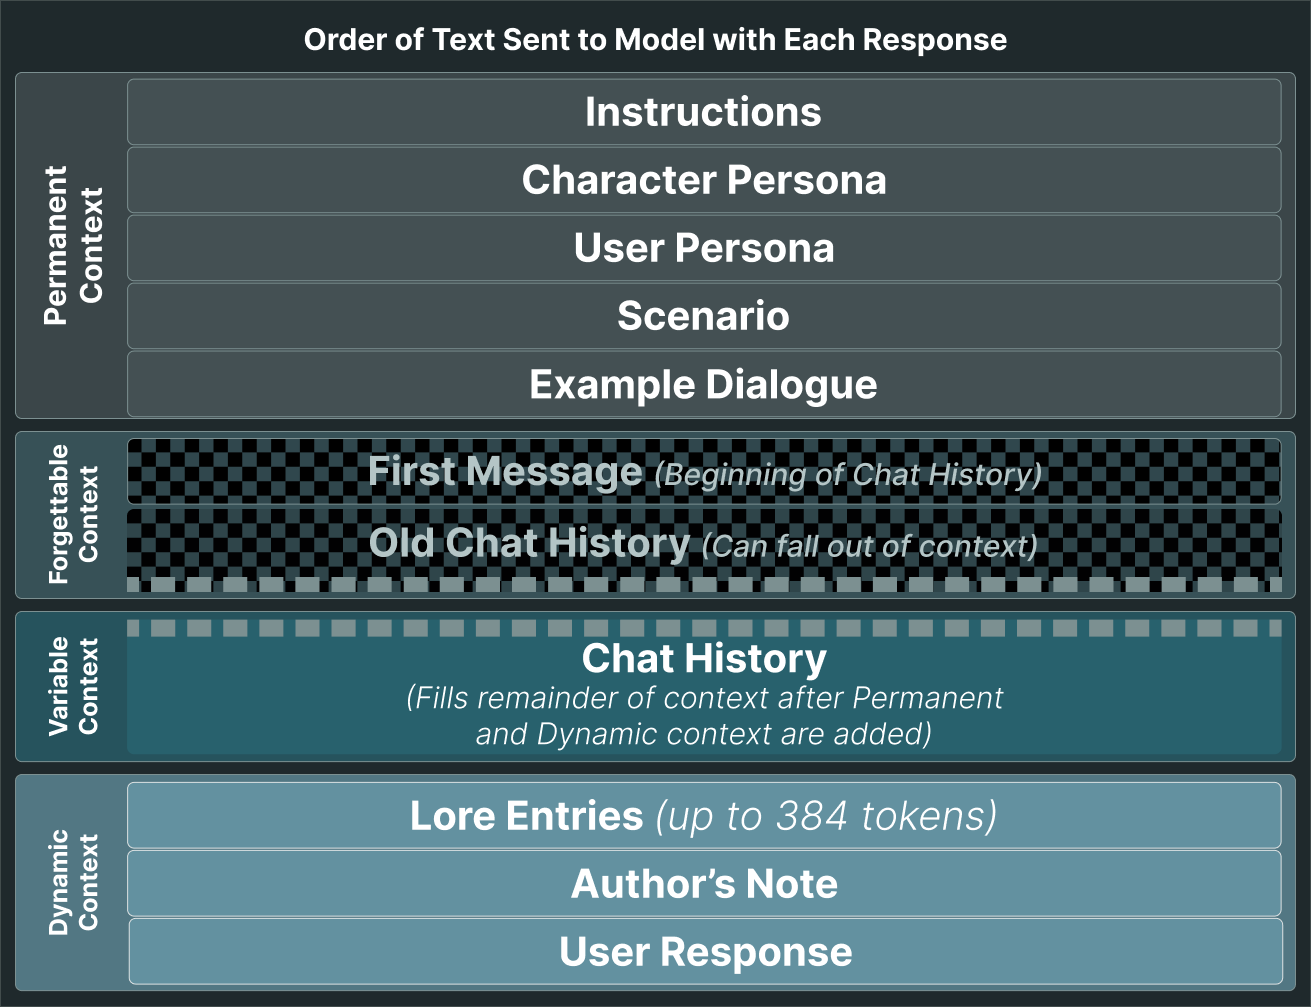 Order of Text Sent to Model with Each Response
Permanent
Context
Instructions
Character Persona
User Persona
Scenario
Example Dialogue
Forgettable
Context
First Message (Beginning of Chat History)
Old Chat History (Can fall out of context)
Variable
Context
Chat History
(Fills remainder of context after Permanent
and Dynamic context are added)
Dynamic
Context
Lore Entries (up to 384 tokens)
Author’s Note
User Response